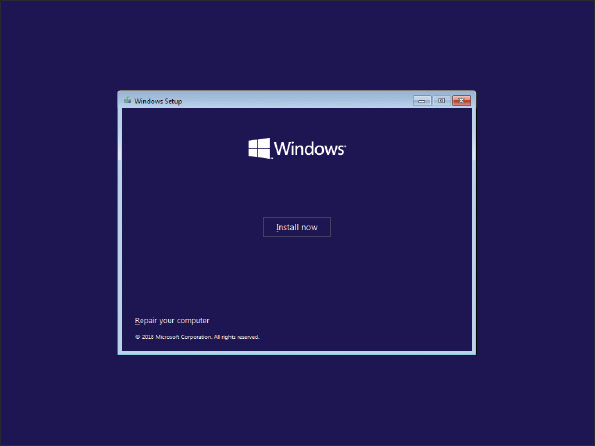 Windows Setup
Windows
Install now
Repair your computer
© 2018 Microsoft Corporation. All rights reserved.